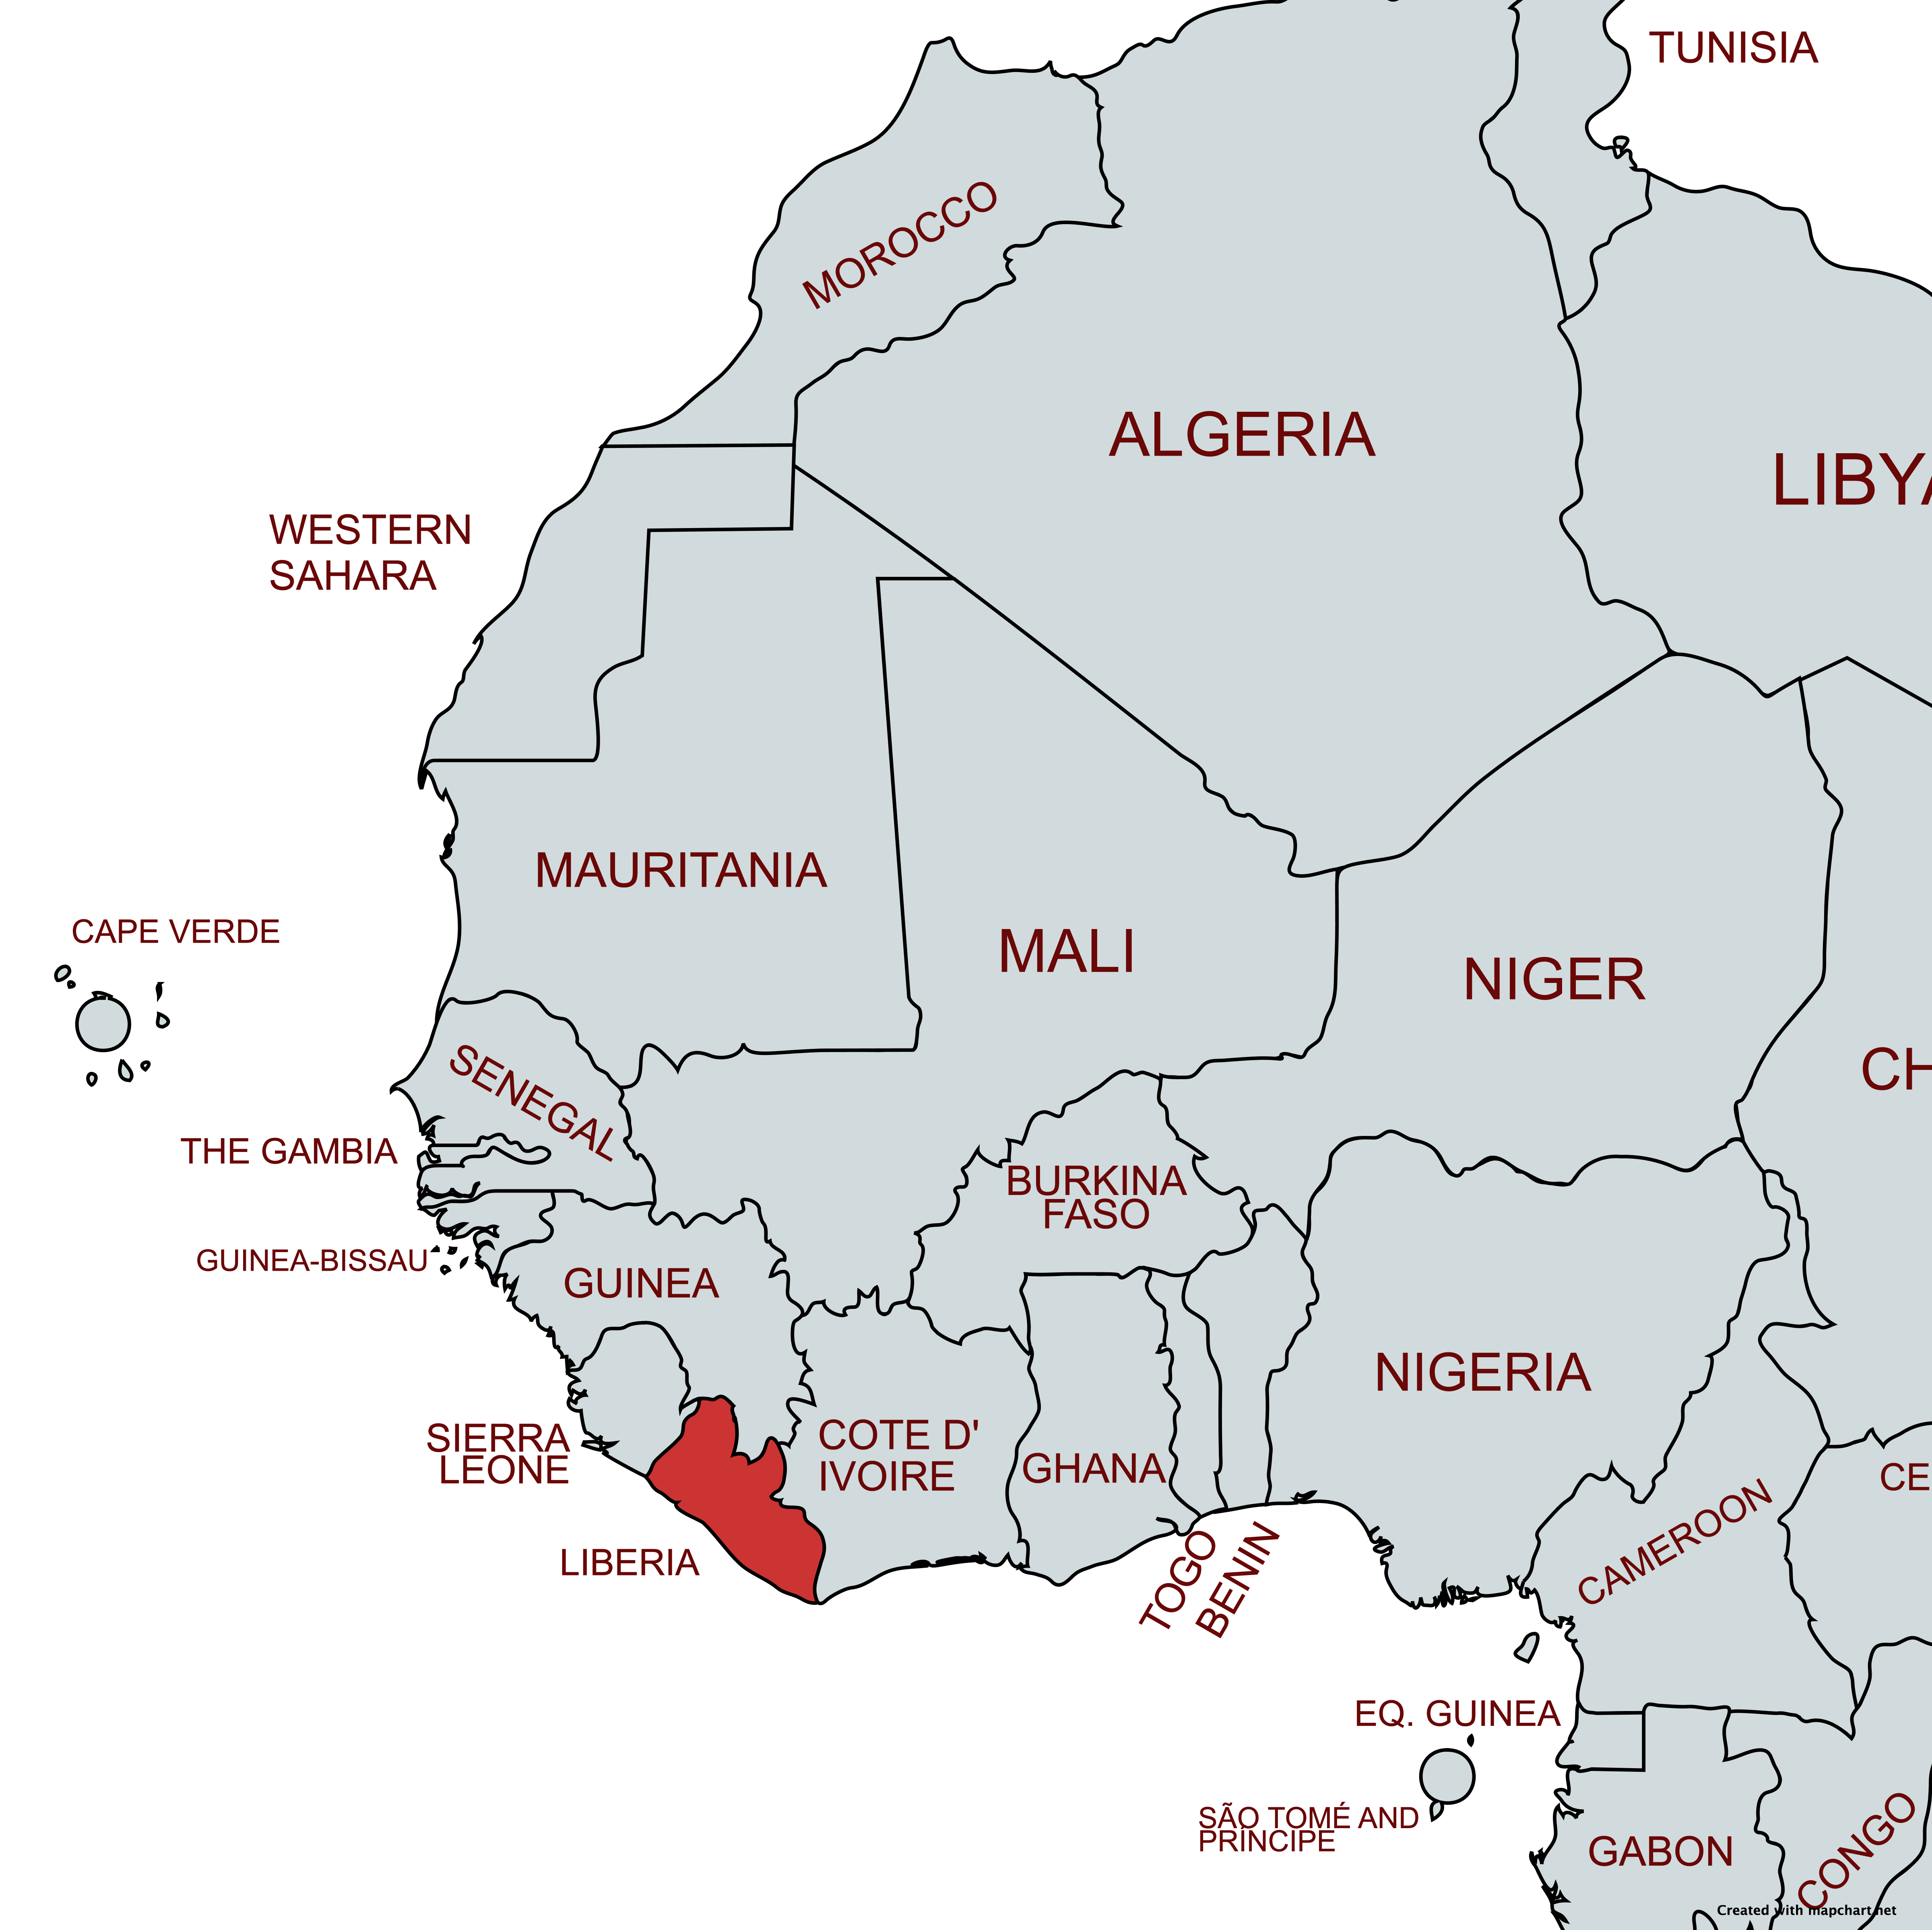 TUNISIA
MOROCCO
ALGERIA
LIBYA
WESTERN
SAHARA
MAURITANIA
CAPE VERDE
MALI
NIGER
CH
SENEGAL
THE GAMBIA
BURKINA
FASO
GUINEA-BISSAU
GUINEA
NIGERIA
SIERRA
LEONE
COTE D'
IVOIRE
GHANA
CE
LIBERIA
TOGO
BENIN
CAMEROON
EQ. GUINEA
SÃO TOMÉ AND
PRÍNCIPE
GABON
CONGO
Created with mapchart.net